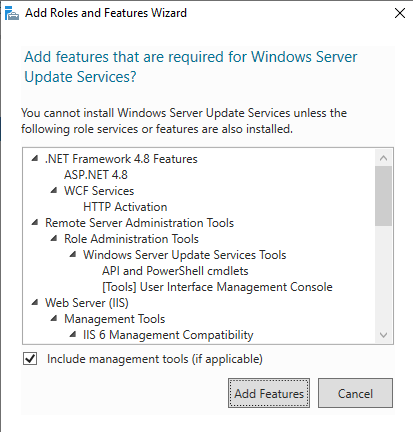 Add Roles and Features Wizard
Add features that are required for Windows Server
Update Services?
You cannot install Windows Server Update Services unless the
following role services or features are also installed.
.NET Framework 4.8 Features
ASP.NET 4.8
WCF Services
HTTP Activation
Remote Server Administration Tools
Role Administration Tools
Windows Server Update Services Tools
API and PowerShell cmdlets
[Tools] User Interface Management Console
Web Server (IIS)
Management Tools
IIS 6 Management Compatibility
Include management tools (if applicable)
Add Features
Cancel